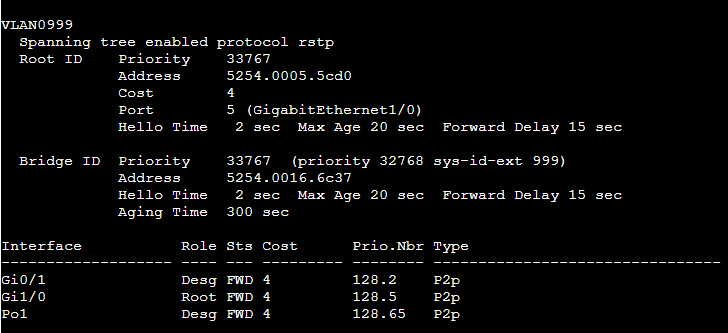 VLAN0999
  Spanning tree enabled protocol rstp
  Root ID    Priority    33767
             Address     5254.0005.5cd0
             Cost        4
             Port        5 (GigabitEthernet1/0)
             Hello Time   2 sec  Max Age 20 sec  Forward Delay 15 sec

  Bridge ID  Priority    33767  (priority 32768 sys-id-ext 999)
             Address     5254.0016.6c37
             Hello Time   2 sec  Max Age 20 sec  Forward Delay 15 sec
             Aging Time  300 sec

Interface           Role Sts Cost      Prio.Nbr Type
------------------- ---- --- --------- -------- --------------------------------
Gi0/1               Desg FWD 4         128.2    P2p
Gi1/0               Root FWD 4         128.5    P2p
Po1                 Desg FWD 4         128.65   P2p